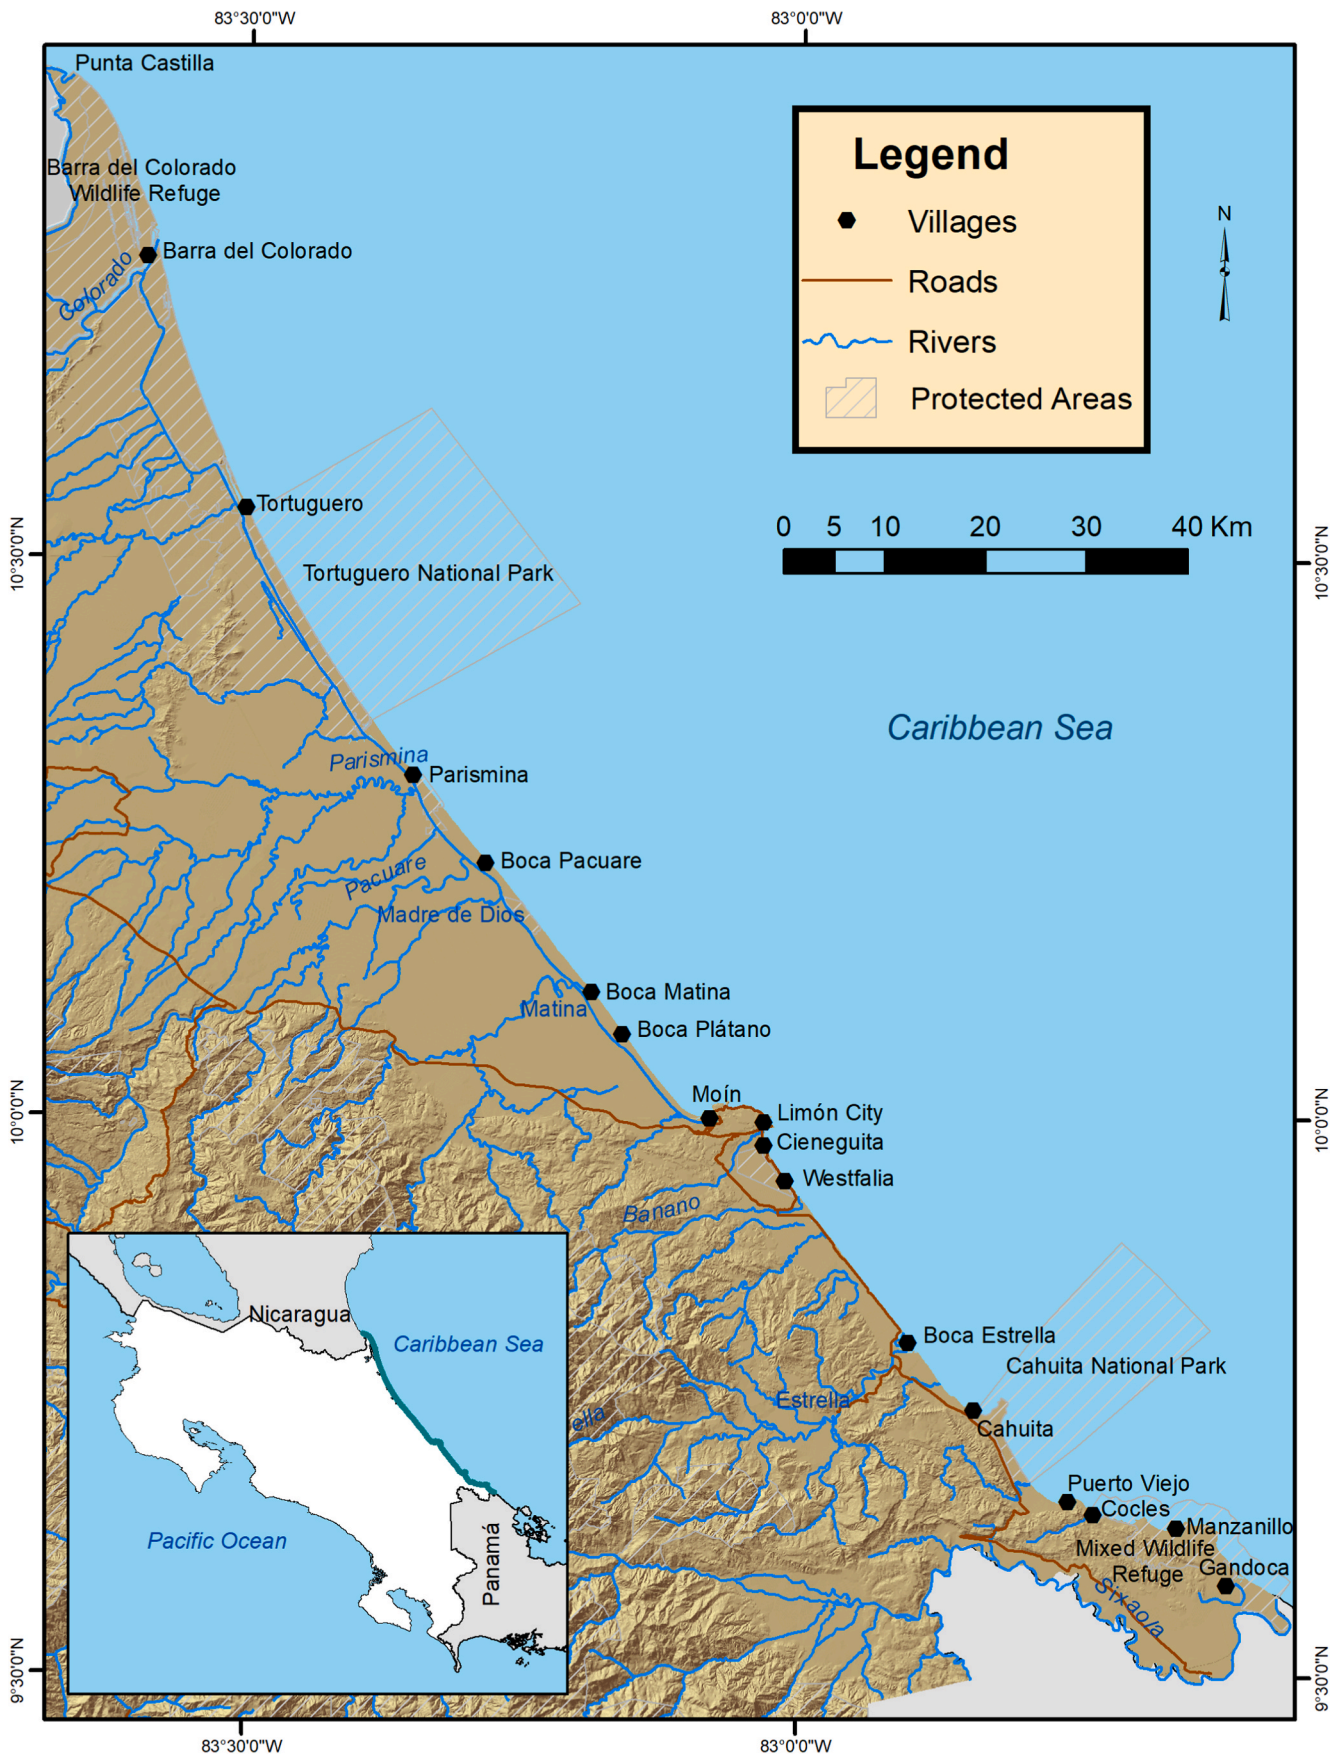 83°30'0"W
83°0'0"W
Punta Castilla
Barra del Colorado
Wildlife Refuge
Barra del Colorado
Colorado
Legend
Villages
Roads
Rivers
Protected Areas
N
0 5 10 20 30 40 Km
Tortuguero
Tortuguero National Park
10°30'0"N
10°30'0"N
Caribbean Sea
Parismina
Parismina
Boca Pacuare
Pacuare
Madre de Dios
Boca Matina
Matina
Boca Plátano
Moín
Limón City
Cieneguita
Westfalia
10°0'0"N
10°0'0"N
Banano
Boca Estrella
Cahuita National Park
Estrella
ella
Cahuita
Puerto Viejo
Cocles
Manzanillo
Mixed Wildlife
Refuge
Gandoca
Sixaola
Nicaragua
Caribbean Sea
Pacific Ocean
Panamá
9°30'0"N
9°30'0"N
83°30'0"W
83°0'0"W